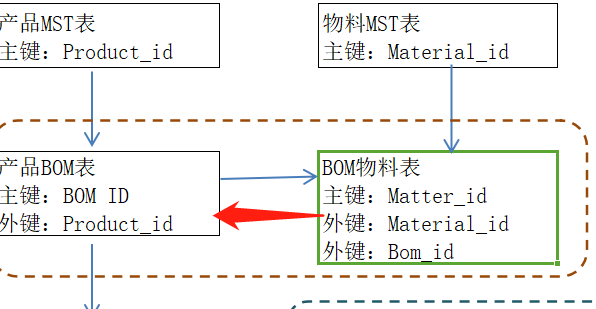 产品MST表
主键：Product_id
物料MST表
主键：Material_id
产品BOM表
主键：BOM ID
外键：Product_id
BOM物料表
主键：Matter_id
外键：Material_id
外键：Bom_id